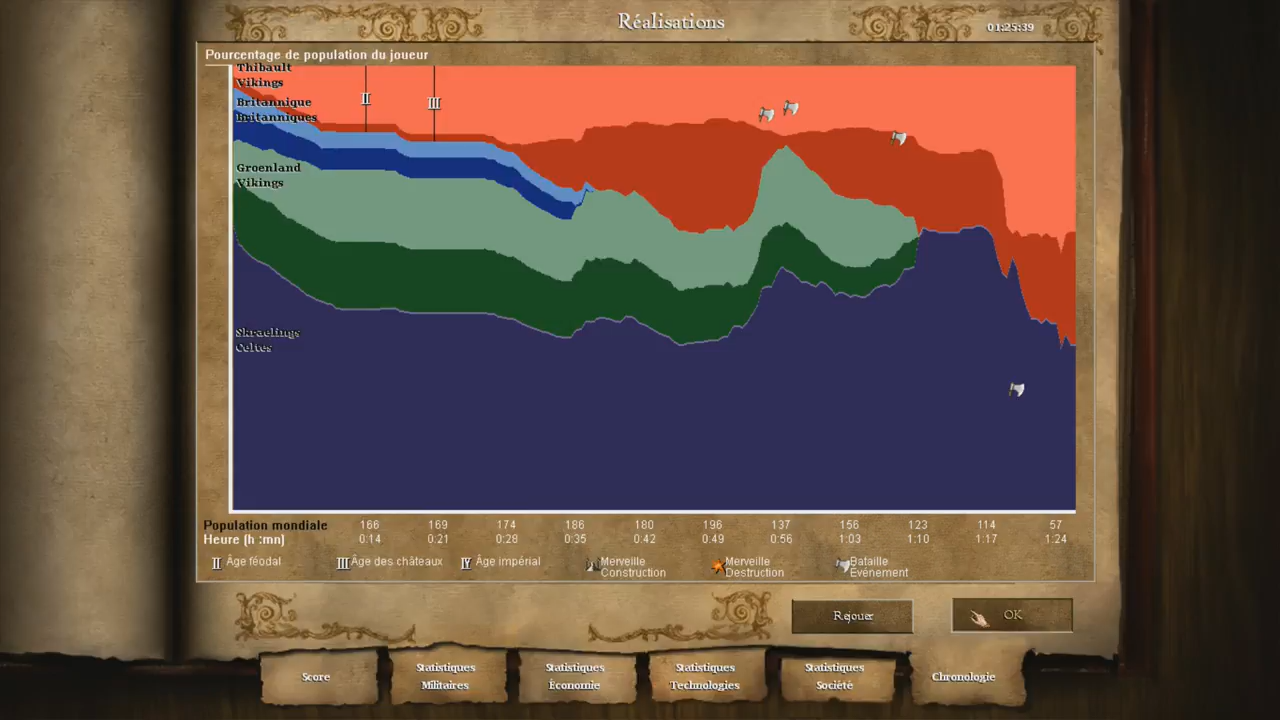 Réalisations
01:25:39
Pourcentage de population du joueur
Thibault
Vikings
II
III
Britannique
Britanniques
Groenland
Vikings
Skraelings
Celtes
Population mondiale 166 169 174 186 180 196 137 156 123 114 57
Heure (h :mn) 0:14 0:21 0:28 0:35 0:42 0:49 0:56 1:03 1:10 1:17 1:24
II Âge féodal III Âge des châteaux IV Âge impérial Merveille Merveille Bataille
Construction Destruction Événement
Rejouer OK
Score
Statistiques
Militaires
Statistiques
Économie
Statistiques
Technologies
Statistiques
Société
Chronologie